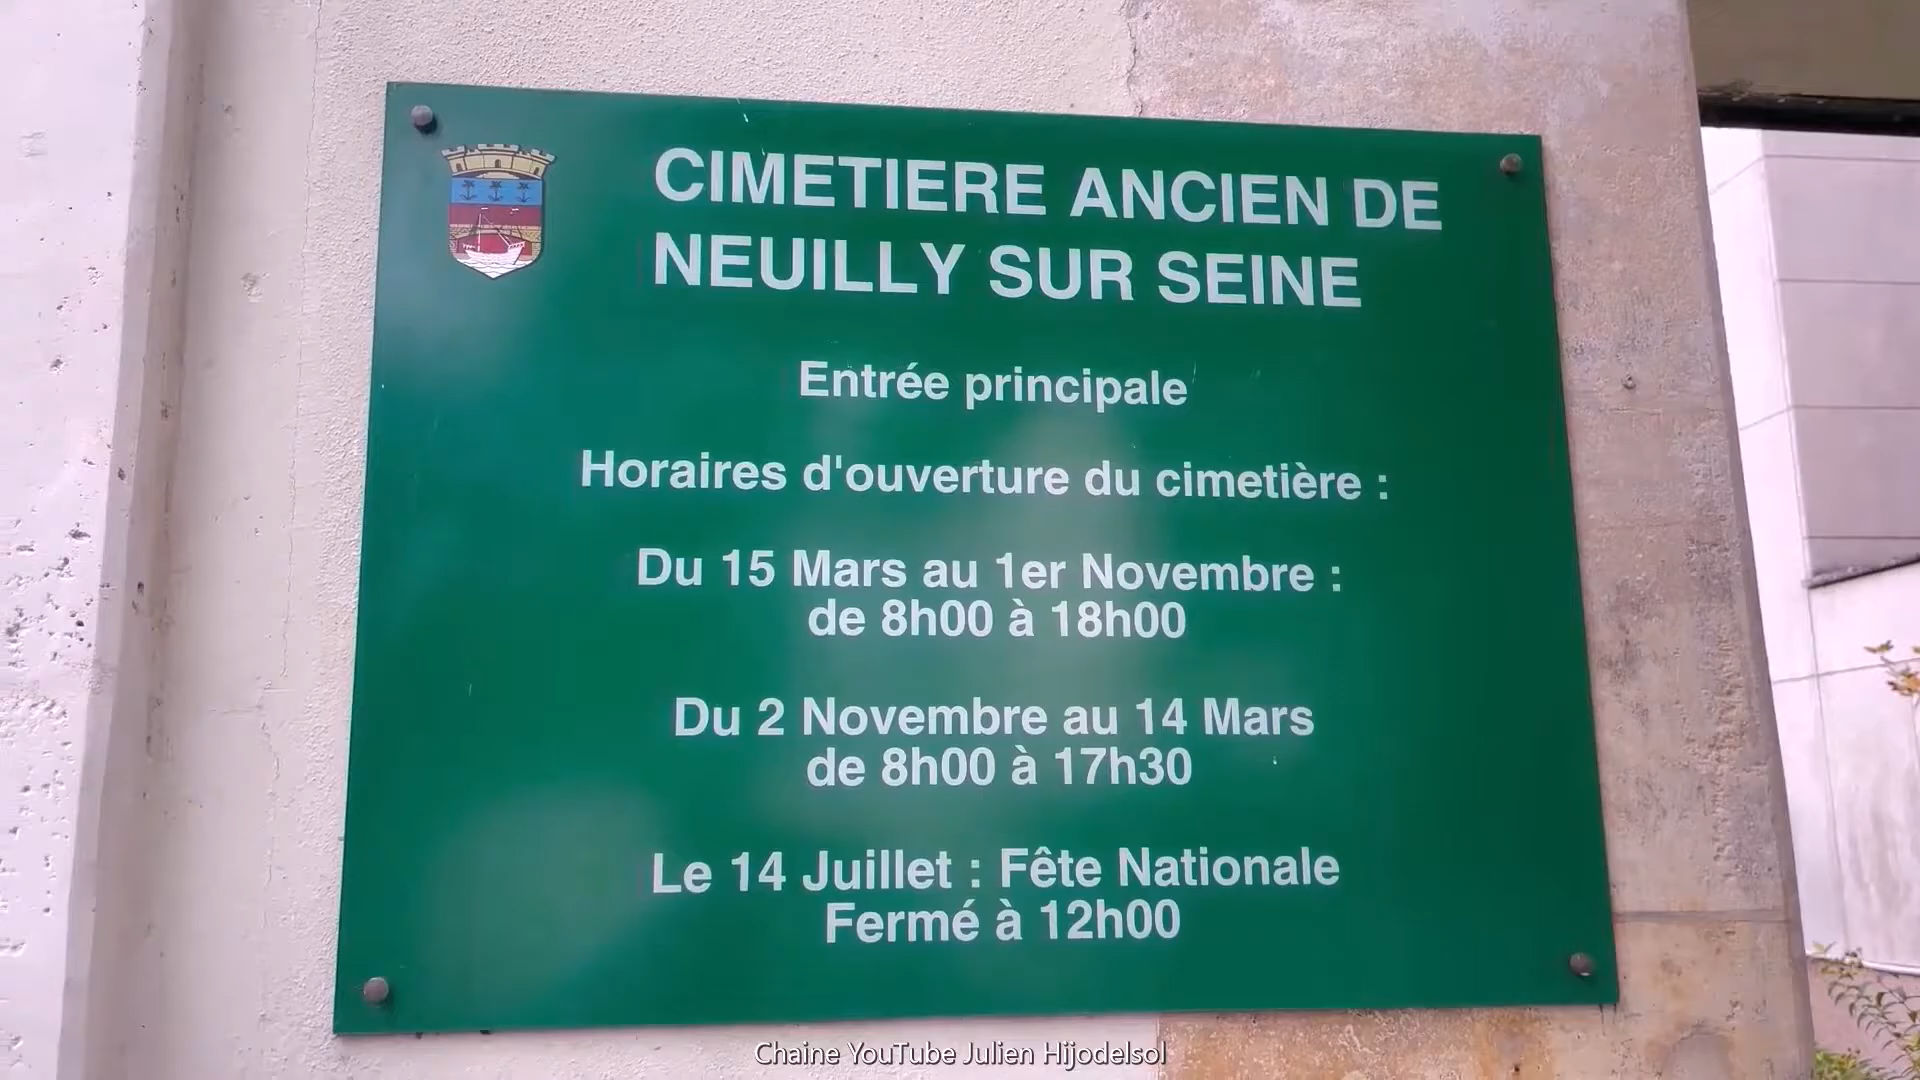 CIMETIERE ANCIEN DE
NEUILLY SUR SEINE
Entrée principale
Horaires d'ouverture du cimetière :
Du 15 Mars au 1er Novembre :
de 8h00 à 18h00
Du 2 Novembre au 14 Mars
de 8h00 à 17h30
Le 14 Juillet : Fête Nationale
Fermé à 12h00
Chaine YouTube Julien Hijodelsol